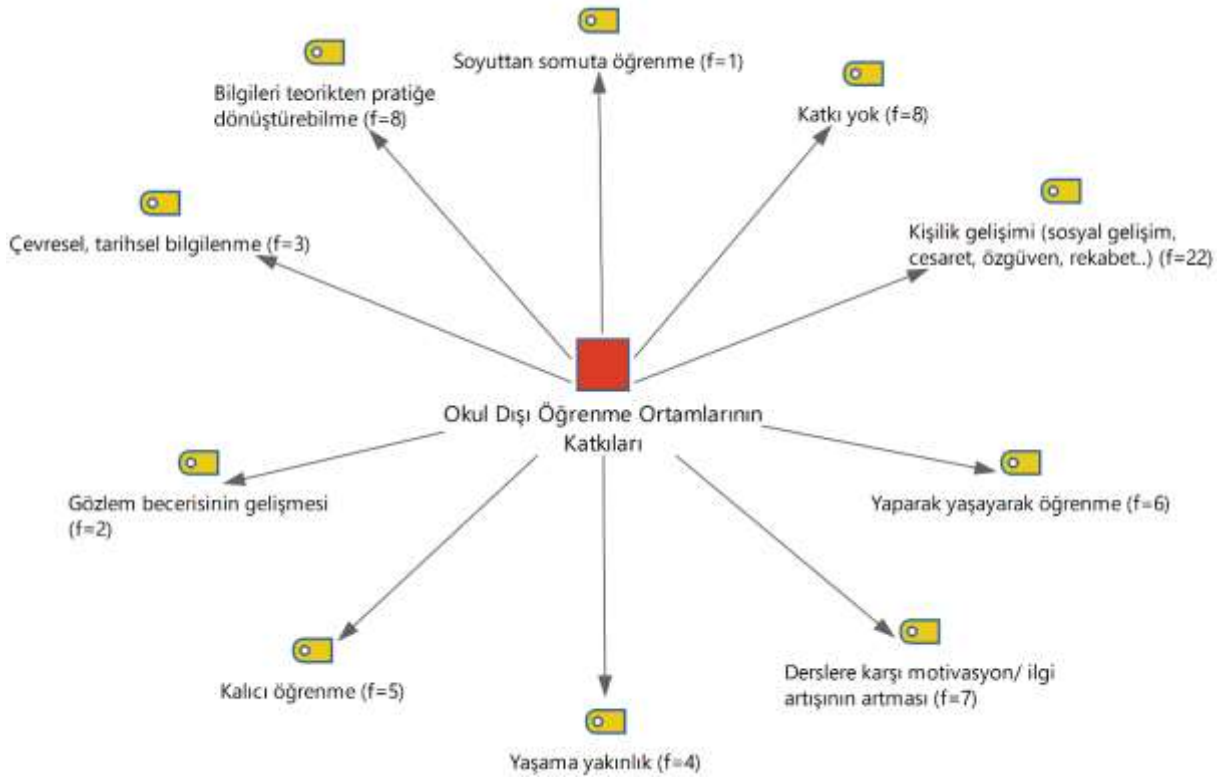 Soyuttan somuta öğrenme (f=1)
Bilgileri teorikten pratiğe
dönüştürebilme (f=8)
Katkı yok (f=8)
Çevresel, tarihsel bilgilenme (f=3)
Kişilik gelişimi (sosyal gelişim,
cesaret, özgüven, rekabet..) (f=22)
Okul Dışı Öğrenme Ortamlarının
Katkıları
Gözlem becerisinin gelişmesi
(f=2)
Yaparak yaşayarak öğrenme (f=6)
Kalıcı öğrenme (f=5)
Derslere karşı motivasyon/ ilgi
artışının artması (f=7)
Yaşama yakınlık (f=4)